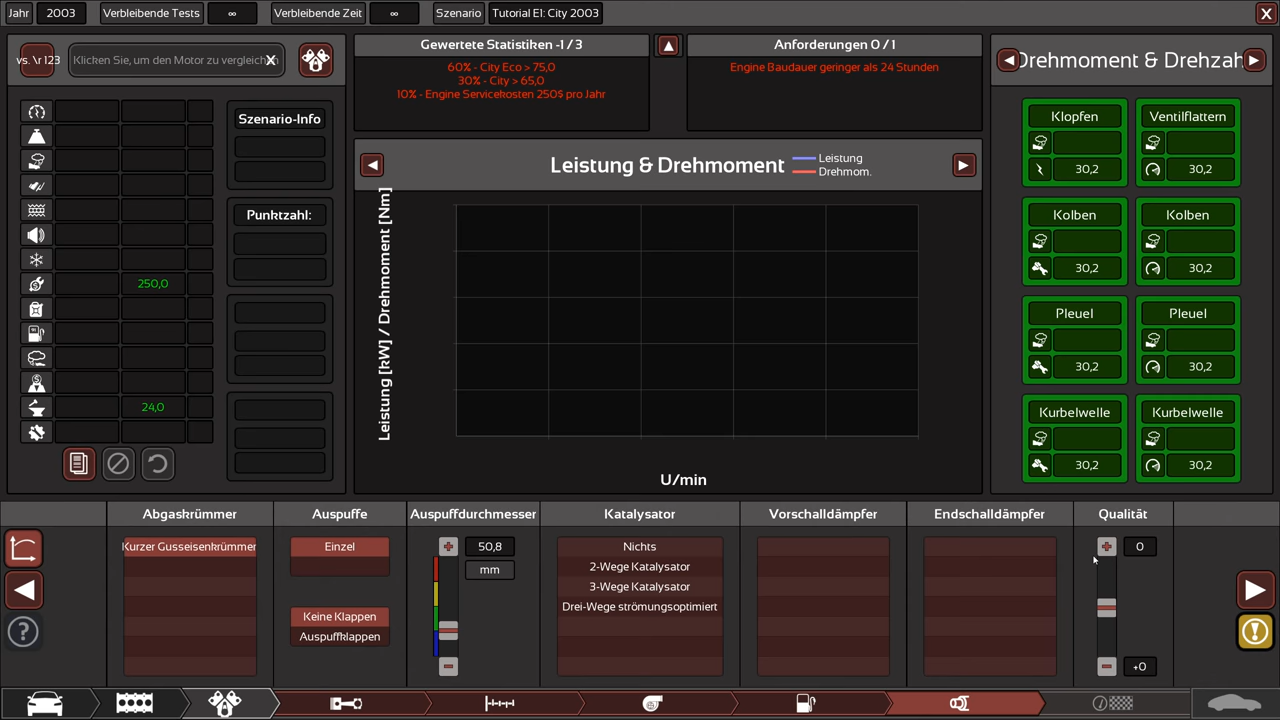 Jahr 2003 Verbleibende Tests ∞ Verbleibende Zeit ∞ Szenario Tutorial E1: City 2003 X
vs. \r 123 Klicken Sie, um den Motor zu vergleichen X
Gewertete Statistiken -1 / 3
60% - City Eco > 75,0
30% - City > 65,0
10% - Engine Servicekosten 250$ pro Jahr
Anforderungen 0 / 1
Engine Baudauer geringer als 24 Stunden
Drehmoment & Drehzah
Szenario-Info
Punktzahl:
250,0
24,0
Leistung & Drehmoment
Leistung
Drehmom.
Leistung [kW] / Drehmoment [Nm]
U/min
Klopfen
30,2
Ventilflattern
30,2
Kolben
30,2
Kolben
30,2
Pleuel
30,2
Pleuel
30,2
Kurbelwelle
30,2
Kurbelwelle
30,2
Abgaskrümmer
Kurzer Gusseisenkrümmer
Auspuffe
Einzel
Keine Klappen
Auspuffklappen
Auspuffdurchmesser
50,8
mm
Katalysator
Nichts
2-Wege Katalysator
3-Wege Katalysator
Drei-Wege strömungsoptimiert
Vorschalldämpfer
Endschalldämpfer
Qualität
0
+0